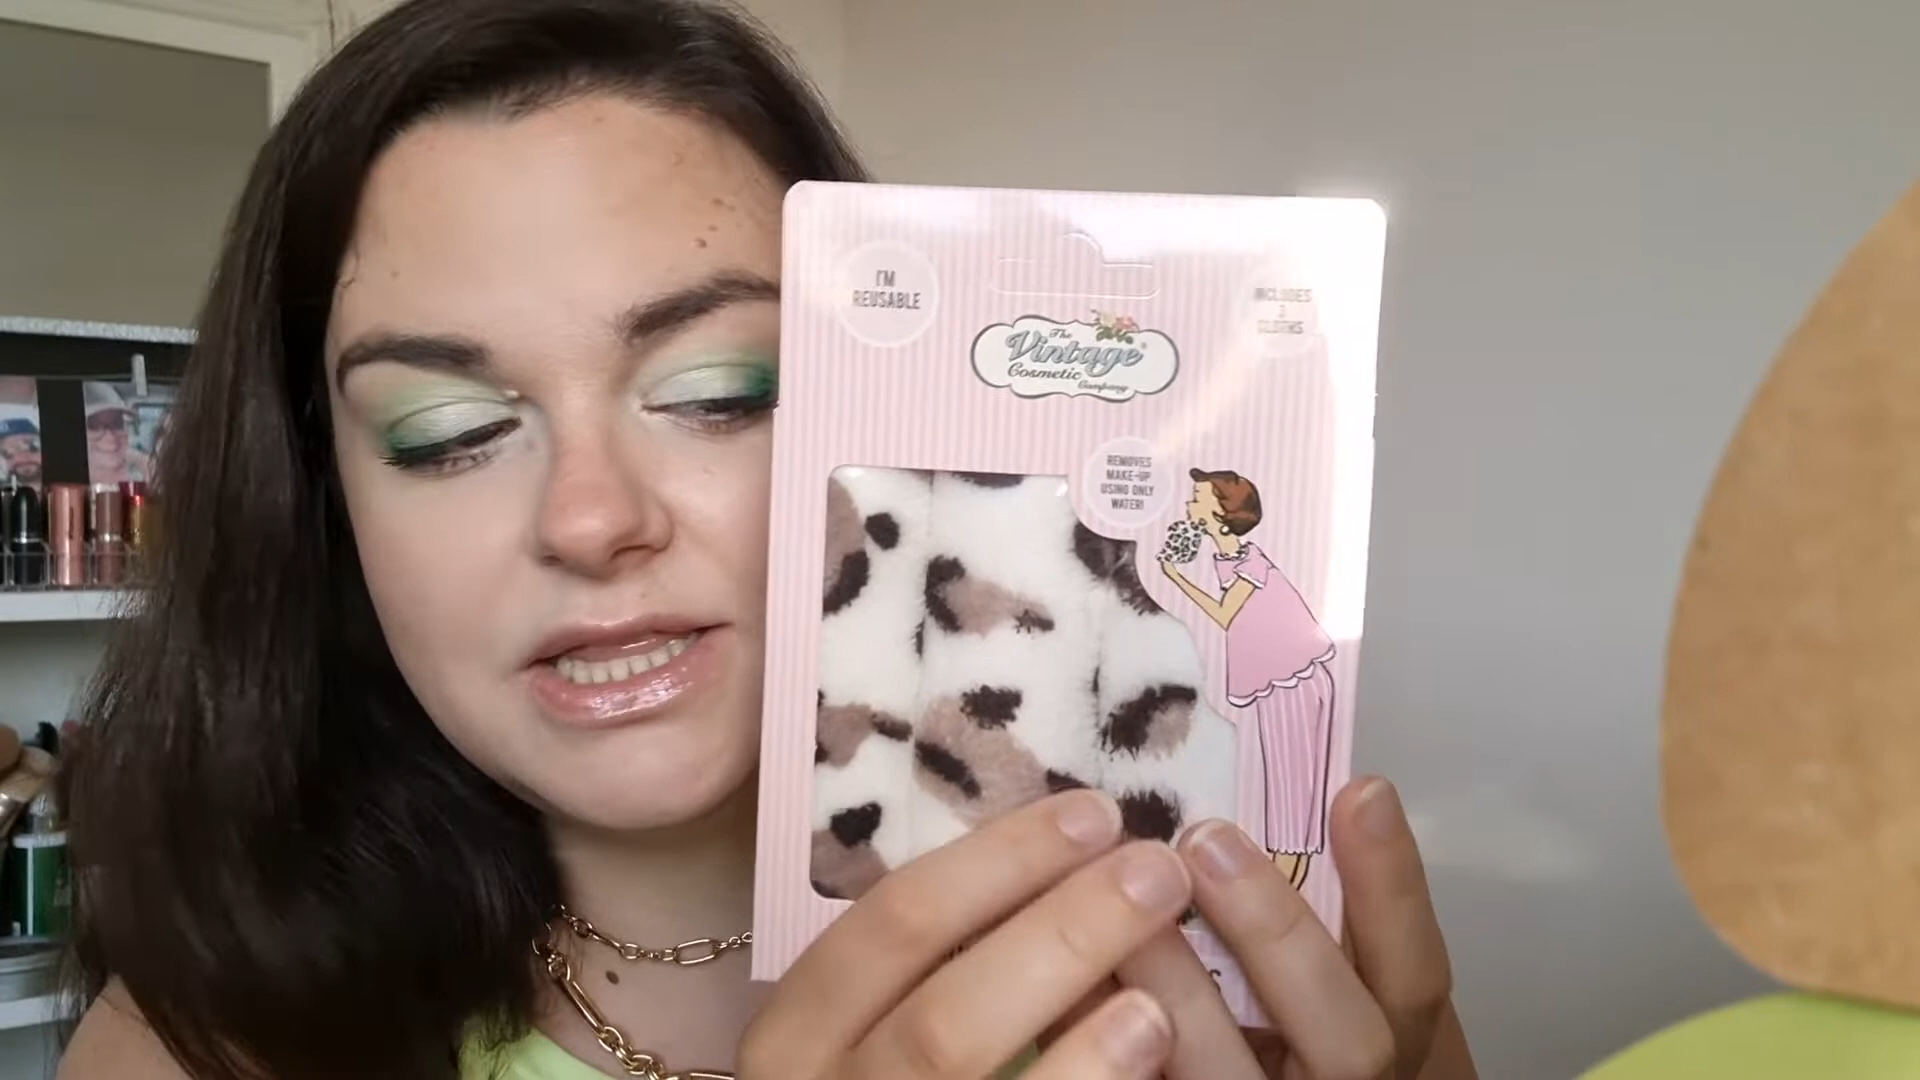 I'M
REUSABLE
INCLUDES
3
CLOTHS
The
Vintage
Cosmetic
Company
REMOVES
MAKE-UP
USING ONLY
WATER!